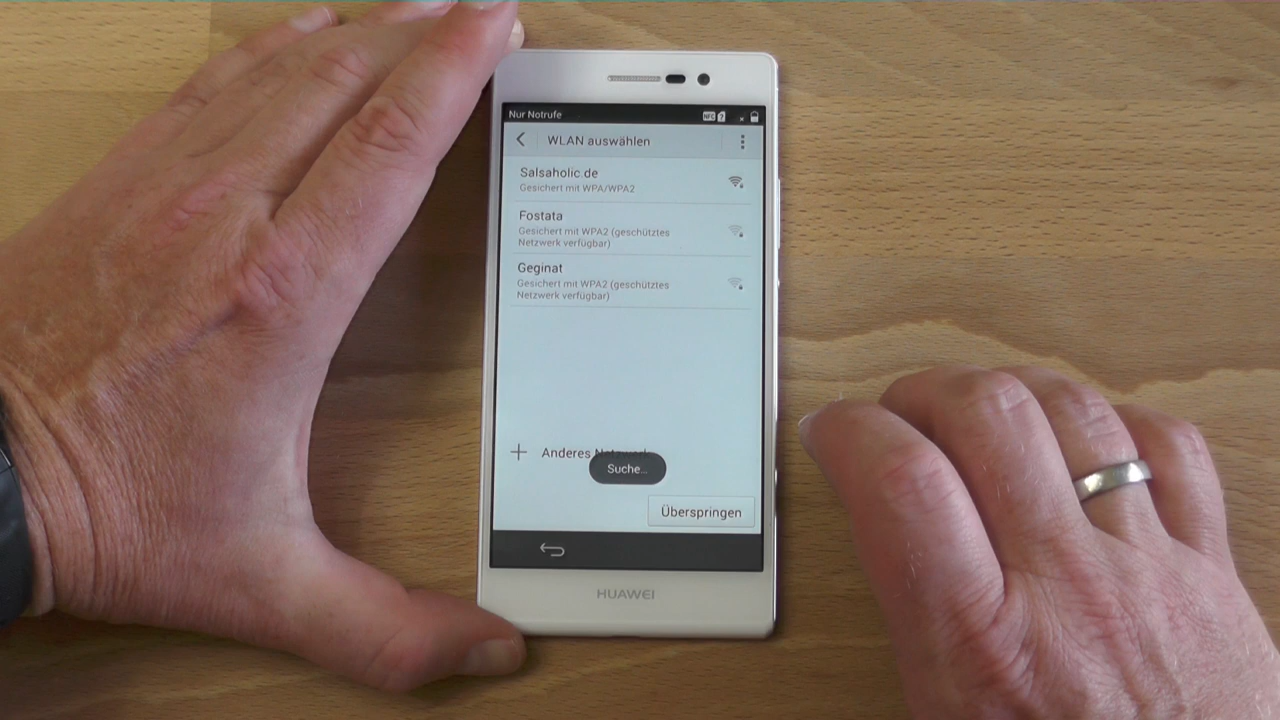 Nur Notrufe
NFC
WLAN auswählen
Salsaholic.de
Gesichert mit WPA/WPA2
Fostata
Gesichert mit WPA2 (geschütztes
Netzwerk verfügbar)
Geginat
Gesichert mit WPA2 (geschütztes
Netzwerk verfügbar)
Anderes Netzwerk
Suche...
Überspringen
HUAWEI